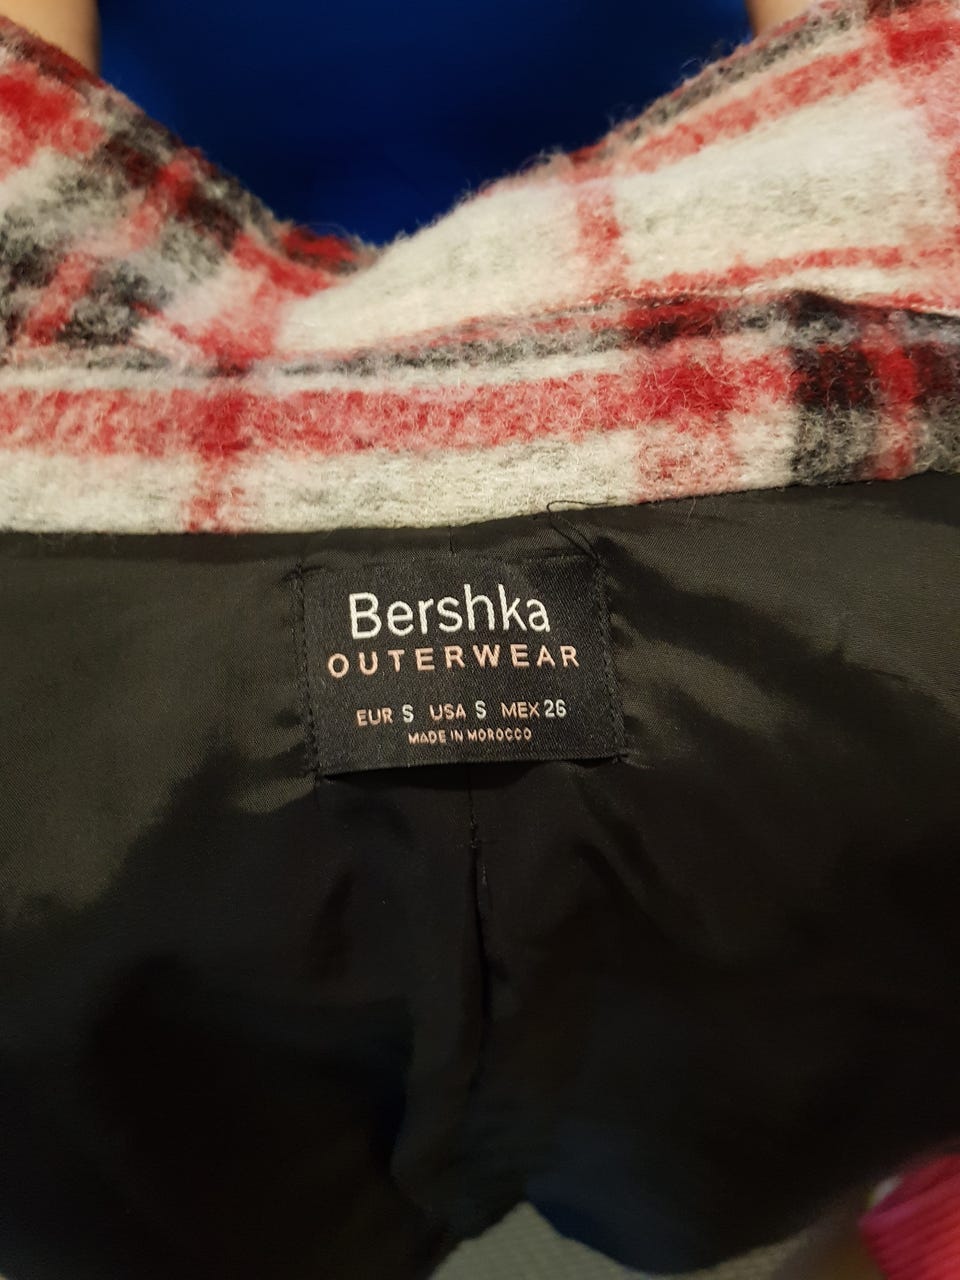 Bershka
OUTERWEAR
EUR S USA S MEX 26
MADE IN MOROCCO